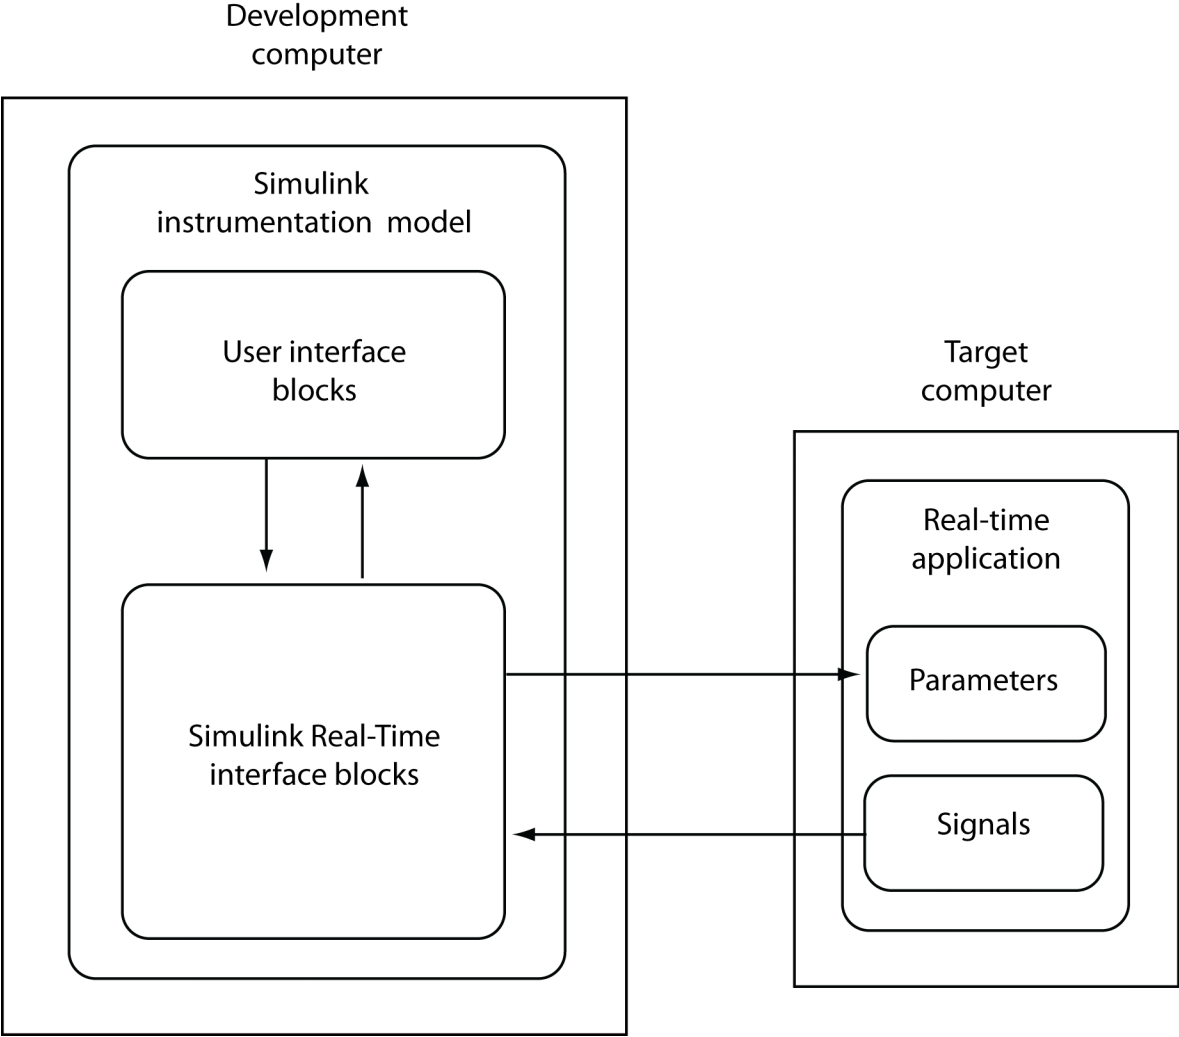 Development
computer
Simulink
instrumentation model
User interface
blocks
Simulink Real-Time
interface blocks
Target
computer
Real-time
application
Parameters
Signals